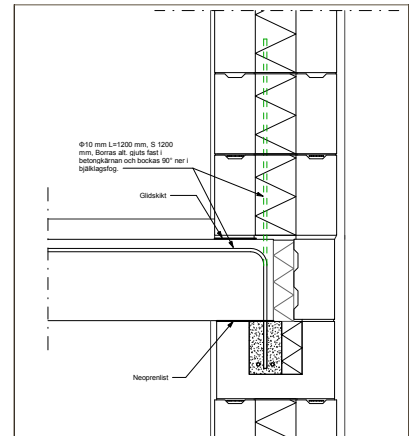 Φ10 mm L=1200 mm, S 1200
mm, Borras alt. gjuts fast i
betongkärnan och bockas 90° ner i
bjälklagsfog.
Glidskikt
Neoprenlist